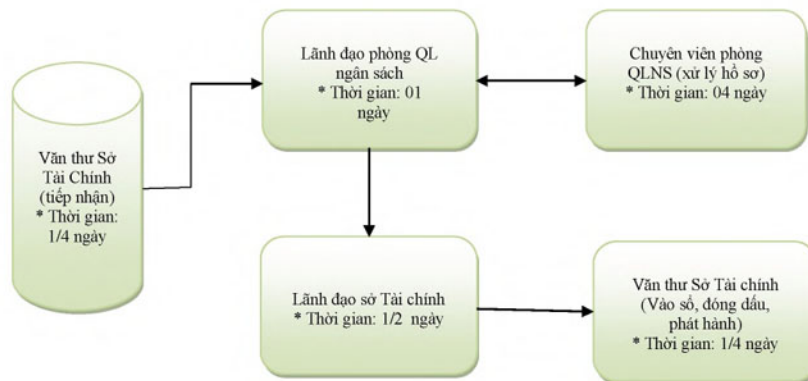 Văn thư Sở
Tài Chính
(tiếp nhận)
* Thời gian:
1/4 ngày
Lãnh đạo phòng QL
ngân sách
* Thời gian: 01
ngày
Chuyên viên phòng
QLNS (xử lý hồ sơ)
* Thời gian: 04 ngày
Lãnh đạo sở Tài chính
* Thời gian: 1/2 ngày
Văn thư Sở Tài chính
(Vào sổ, đóng dấu,
phát hành)
* Thời gian: 1/4 ngày